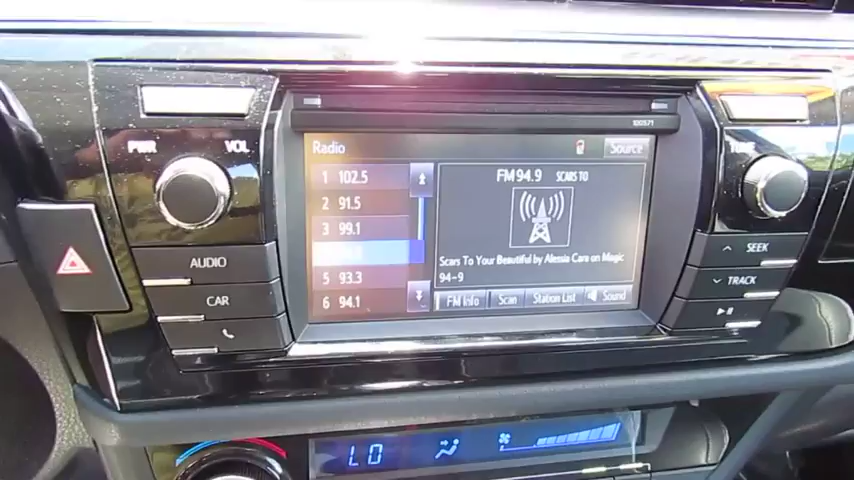 100571
PWR
VOL
TUNE
Radio
Source
1 102.5
2 91.5
3 99.1
5 93.3
6 94.1
FM 94.9 SCARS TO
Scars To Your Beautiful by Alessia Cara on Magic
94-9
FM Info
Scan
Station List
Sound
AUDIO
CAR
SEEK
TRACK
LO